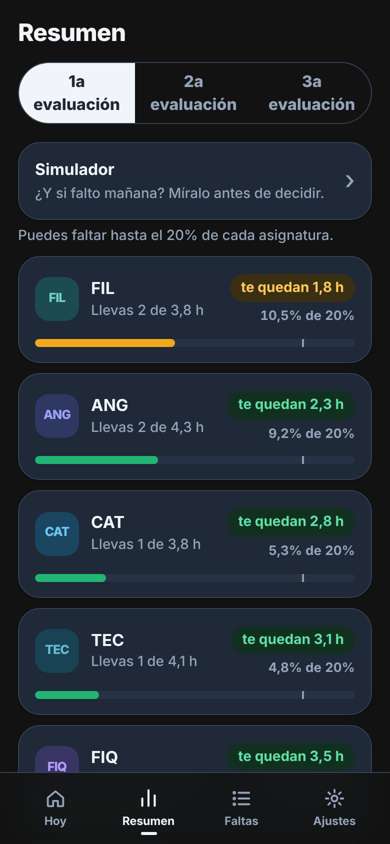 Resumen
1a
evaluación
2a
evaluación
3a
evaluación
Simulador
¿Y si falto mañana? Míralo antes de decidir.
Puedes faltar hasta el 20% de cada asignatura.
FIL
FIL
Llevas 2 de 3,8 h
te quedan 1,8 h
10,5% de 20%
ANG
ANG
Llevas 2 de 4,3 h
te quedan 2,3 h
9,2% de 20%
CAT
CAT
Llevas 1 de 3,8 h
te quedan 2,8 h
5,3% de 20%
TEC
TEC
Llevas 1 de 4,1 h
te quedan 3,1 h
4,8% de 20%
FIQ
FIQ
te quedan 3,5 h
Hoy
Resumen
Faltas
Ajustes